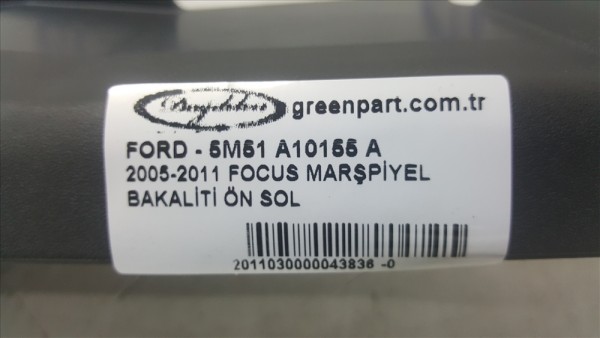 greenpart.com.tr
FORD - 5M51 A10155 A
2005-2011 FOCUS MARŞPİYEL
BAKALİTİ ÖN SOL
2011030000043836 -0